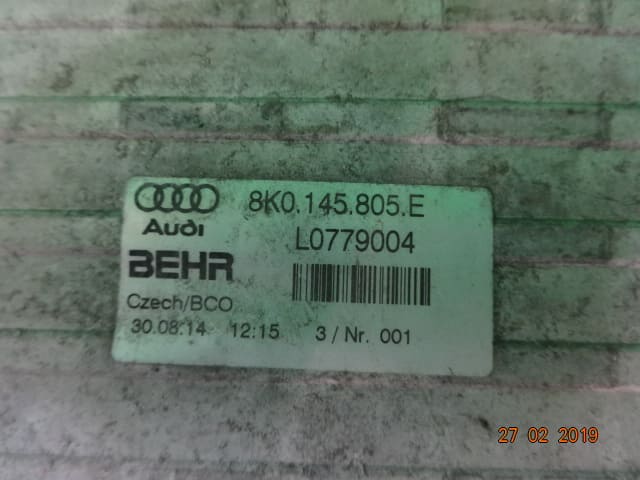 8K0.145.805.E
Audi
L0779004
BEHR
Czech/BCO
30.08:14 12:15 3 / Nr. 001
27 02 2019